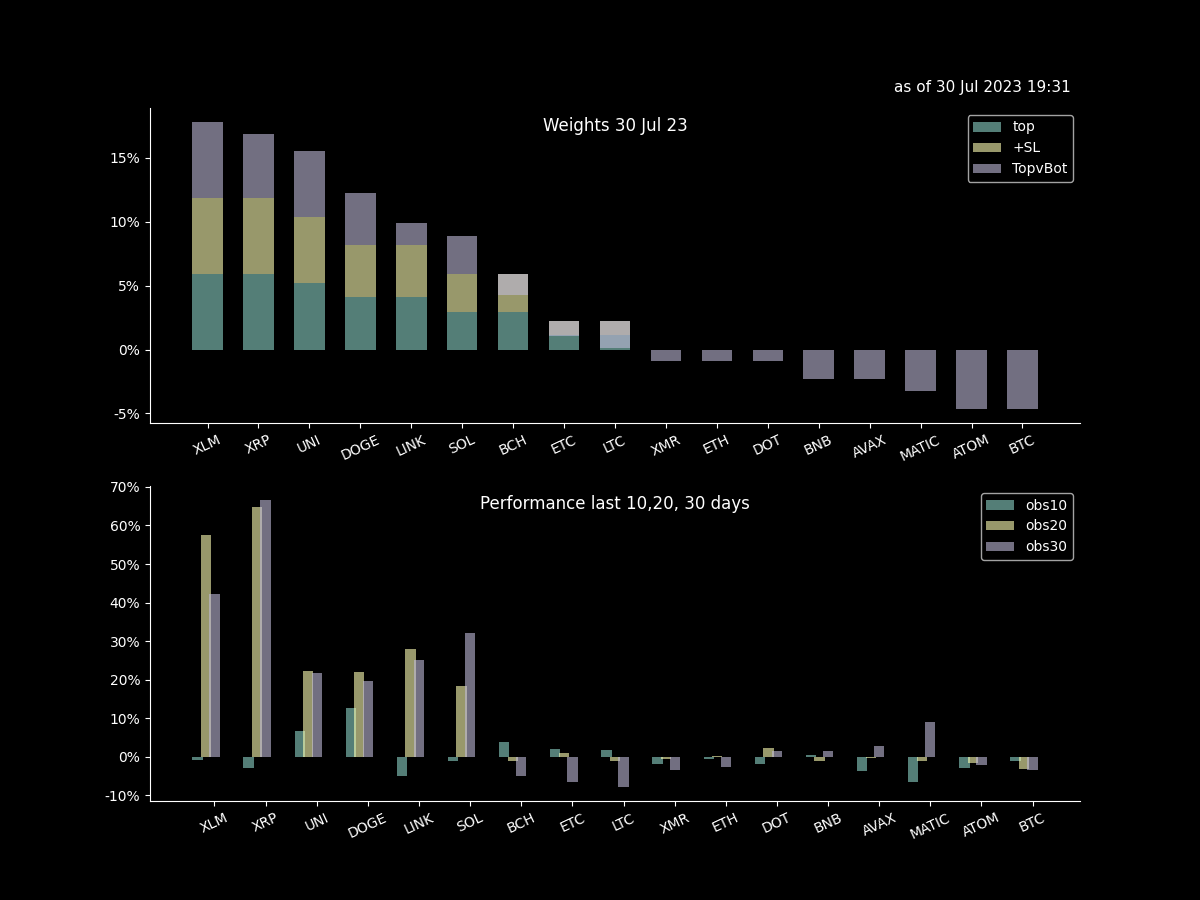 as of 30 Jul 2023 19:31
Weights 30 Jul 23
top
+SL
TopvBot
15%
10%
5%
0%
-5%
XLM XRP UNI DOGE LINK SOL BCH ETC LTC XMR ETH DOT BNB AVAX MATIC ATOM BTC
Performance last 10,20, 30 days
obs10
obs20
obs30
70%
60%
50%
40%
30%
20%
10%
0%
-10%
XLM XRP UNI DOGE LINK SOL BCH ETC LTC XMR ETH DOT BNB AVAX MATIC ATOM BTC